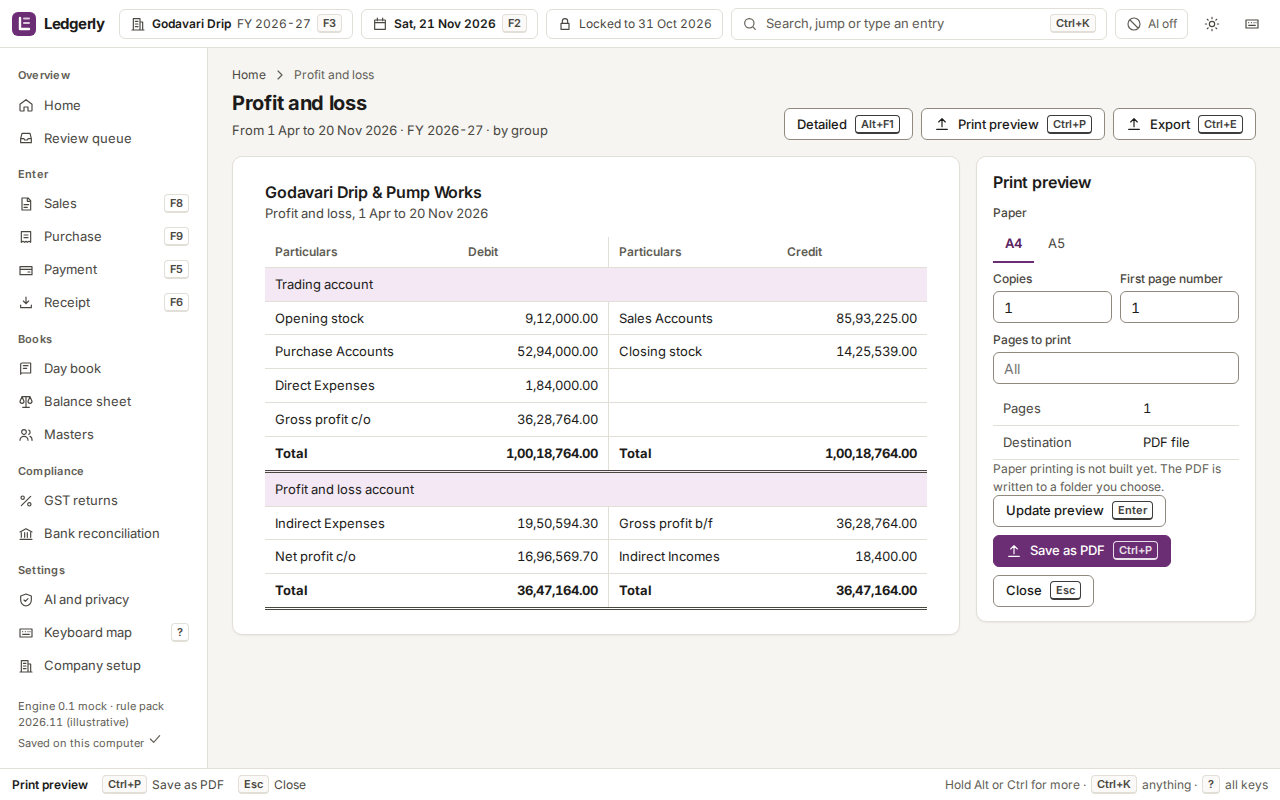 Ledgerly
Godavari Drip FY 2026-27 F3
Sat, 21 Nov 2026 F2
Locked to 31 Oct 2026
Search, jump or type an entry Ctrl+K
AI off
Overview
Home
Review queue
Enter
Sales F8
Purchase F9
Payment F5
Receipt F6
Books
Day book
Balance sheet
Masters
Compliance
GST returns
Bank reconciliation
Settings
AI and privacy
Keyboard map ?
Company setup
Engine 0.1 mock · rule pack
2026.11 (illustrative)
Saved on this computer
Home > Profit and loss
Profit and loss
From 1 Apr to 20 Nov 2026 · FY 2026-27 · by group
Detailed Alt+F1
Print preview Ctrl+P
Export Ctrl+E
Godavari Drip & Pump Works
Profit and loss, 1 Apr to 20 Nov 2026
Particulars Debit Particulars Credit
Trading account
Opening stock 9,12,000.00 Sales Accounts 85,93,225.00
Purchase Accounts 52,94,000.00 Closing stock 14,25,539.00
Direct Expenses 1,84,000.00
Gross profit c/o 36,28,764.00
Total 1,00,18,764.00 Total 1,00,18,764.00
Profit and loss account
Indirect Expenses 19,50,594.30 Gross profit b/f 36,28,764.00
Net profit c/o 16,96,569.70 Indirect Incomes 18,400.00
Total 36,47,164.00 Total 36,47,164.00
Print preview
Paper
A4 A5
Copies First page number
1 1
Pages to print
All
Pages 1
Destination PDF file
Paper printing is not built yet. The PDF is
written to a folder you choose.
Update preview Enter
Save as PDF Ctrl+P
Close Esc
Print preview Ctrl+P Save as PDF Esc Close
Hold Alt or Ctrl for more · Ctrl+K anything · ? all keys